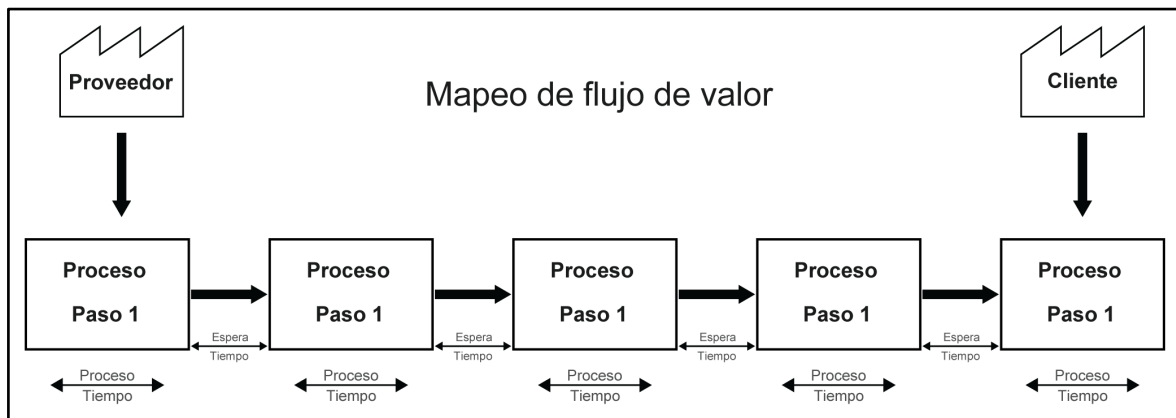 Proveedor
Mapeo de flujo de valor
Cliente
Proceso
Paso 1
Proceso
Paso 1
Proceso
Paso 1
Proceso
Paso 1
Proceso
Paso 1
Espera
Tiempo
Espera
Tiempo
Espera
Tiempo
Espera
Tiempo
Proceso
Tiempo
Proceso
Tiempo
Proceso
Tiempo
Proceso
Tiempo
Proceso
Tiempo